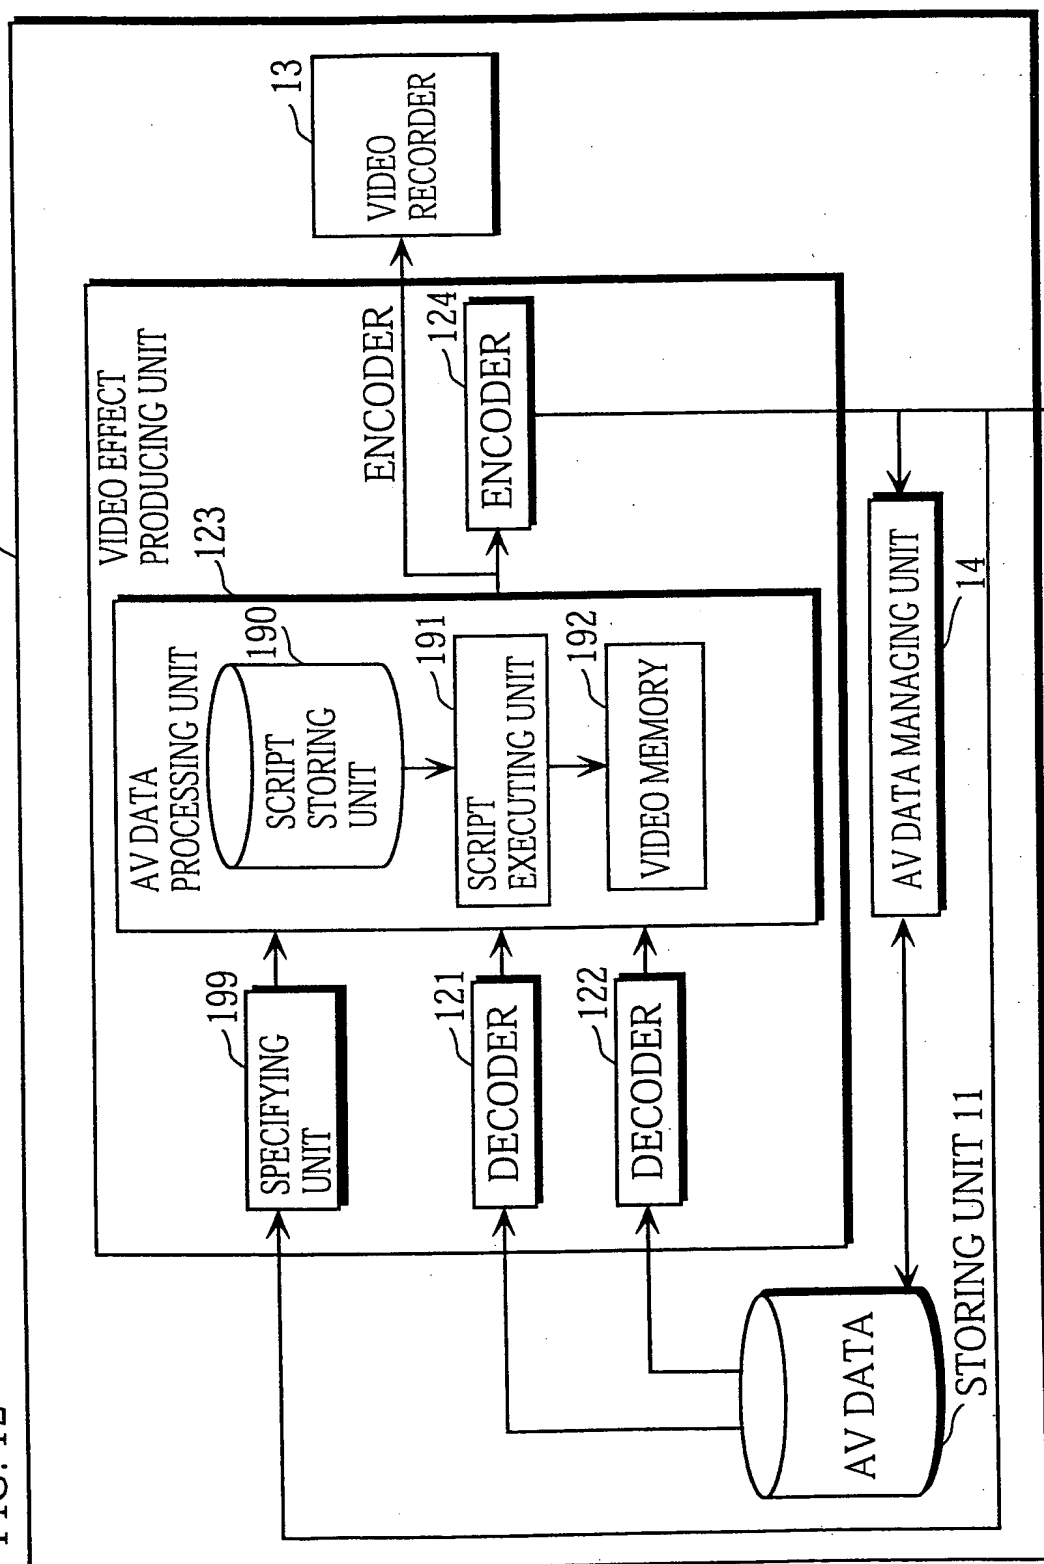 VIDEO EFFECT
PRODUCING UNIT
AV DATA
PROCESSING UNIT
123
SCRIPT
STORING
UNIT
190
SCRIPT
EXECUTING UNIT
191
VIDEO MEMORY
192
SPECIFYING
UNIT
199
DECODER
121
DECODER
122
ENCODER
ENCODER
124
VIDEO
RECORDER
13
AV DATA MANAGING UNIT
14
AV DATA
STORING UNIT 11